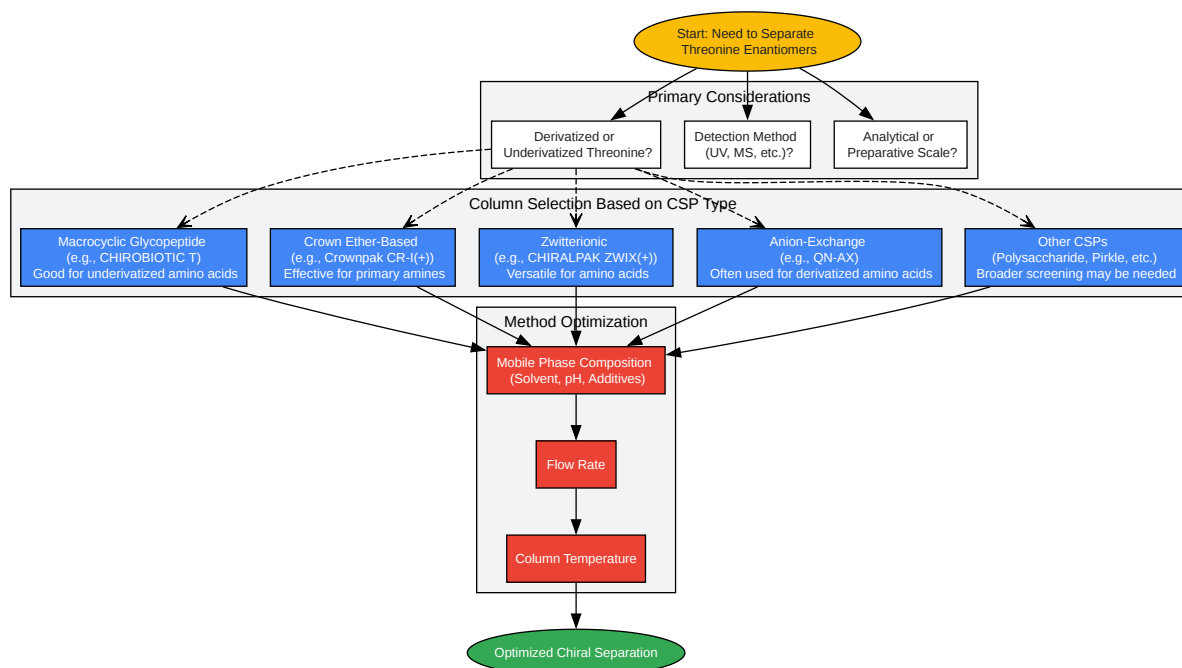 Start: Need to Separate
Threonine Enantiomers
Primary Considerations
Derivatized or
Underivatized Threonine?
Detection Method
(UV, MS, etc.)?
Analytical or
Preparative Scale?
Column Selection Based on CSP Type
Macrocyclic Glycopeptide
(e.g., CHIROBIOTIC T)
Good for underivatized amino acids
Crown Ether-Based
(e.g., Crownpak CR-I(+))
Effective for primary amines
Zwitterionic
(e.g., CHIRALPAK ZWIX(+))
Versatile for amino acids
Anion-Exchange
(e.g., QN-AX)
Often used for derivatized amino acids
Other CSPs
(Polysaccharide, Pirkle, etc.)
Broader screening may be needed
Method Optimization
Mobile Phase Composition
(Solvent, pH, Additives)
Flow Rate
Column Temperature
Optimized Chiral Separation